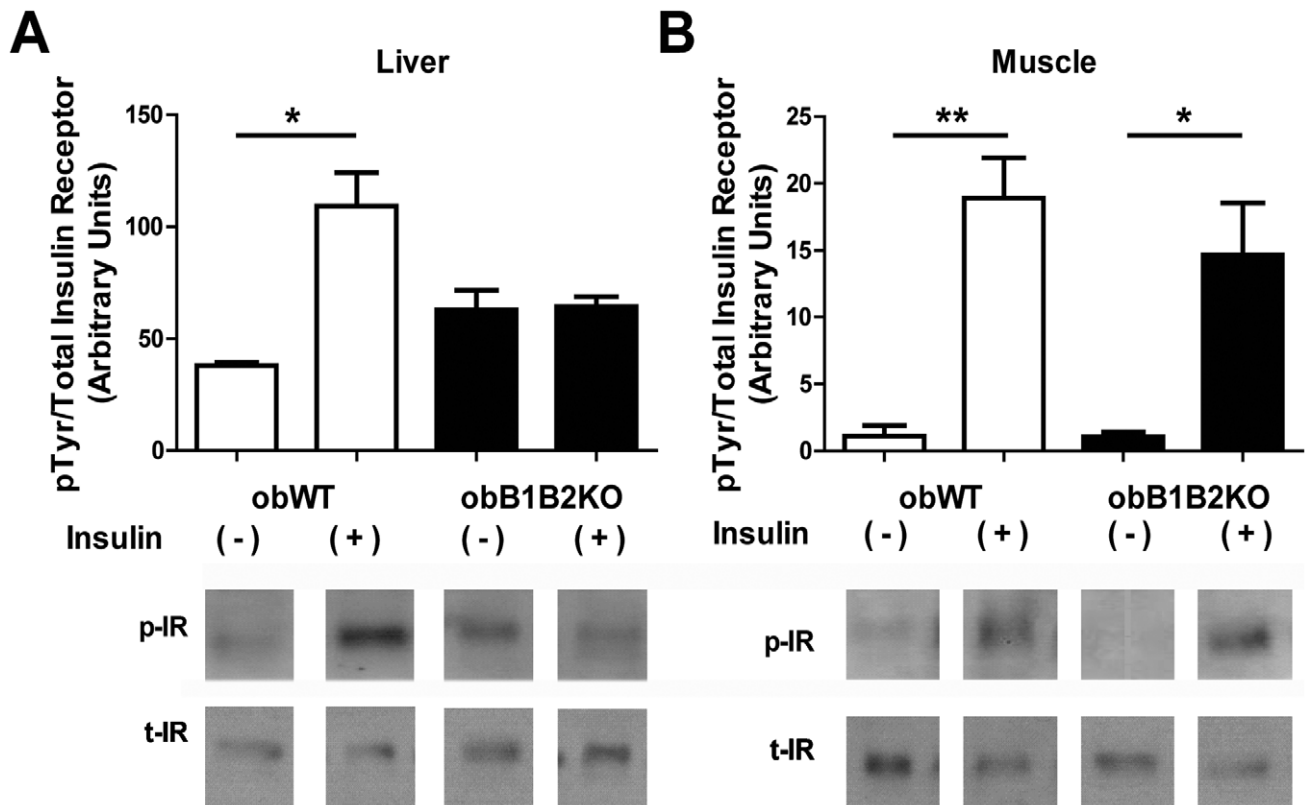 A
Liver
pTyr/Total Insulin Receptor
(Arbitrary Units)
150
100
50
0
*
obWT
obB1B2KO
Insulin
(-)
(+)
(-)
(+)
p-IR
t-IR
B
Muscle
pTyr/Total Insulin Receptor
(Arbitrary Units)
25
20
15
10
5
0
**
*
obWT
obB1B2KO
Insulin
(-)
(+)
(-)
(+)
p-IR
t-IR